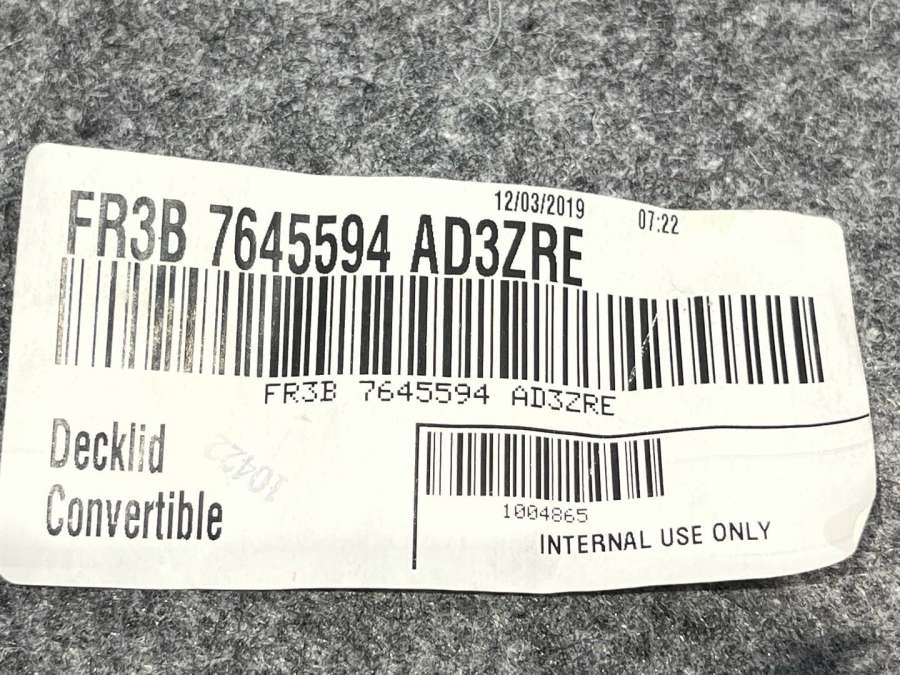 12/03/2019 07:22
FR3B 7645594 AD3ZRE
FR3B 7645594 AD3ZRE
Decklid
Convertible
10422
1004865
INTERNAL USE ONLY